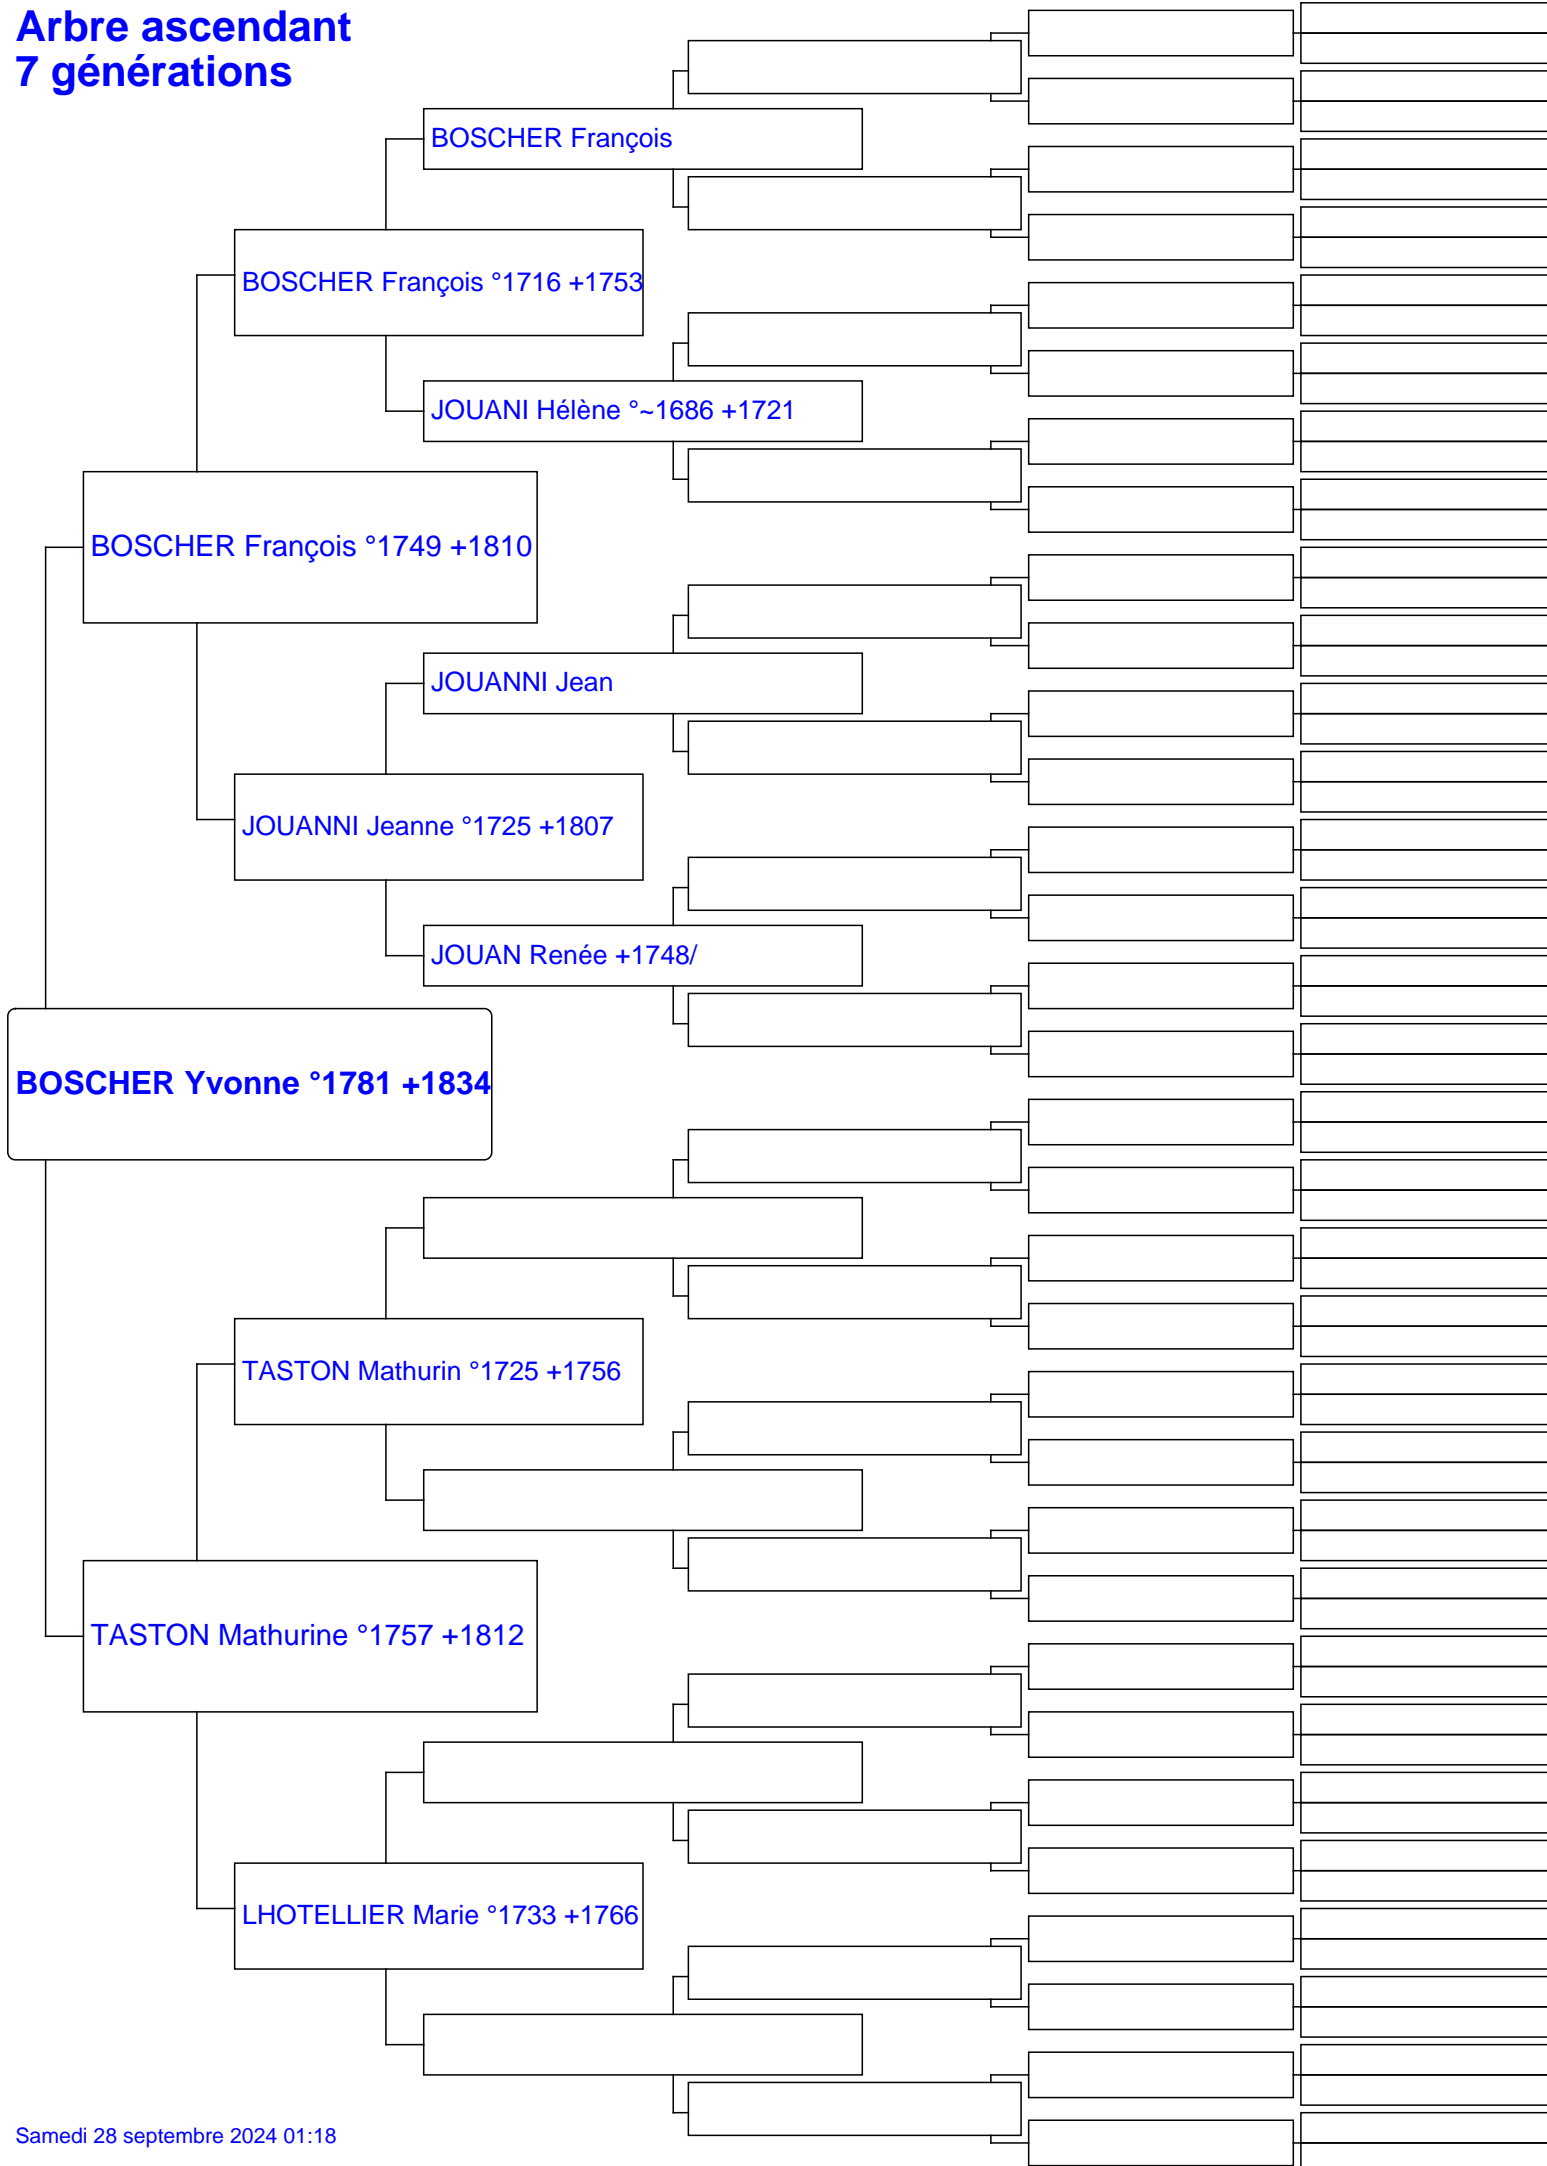 Arbre ascendant
7 générations
BOSCHER François
BOSCHER François °1716 +1753
JOUANI Hélène °~1686 +1721
BOSCHER François °1749 +1810
JOUANNI Jean
JOUANNI Jeanne °1725 +1807
JOUAN Renée +1748/
BOSCHER Yvonne °1781 +1834
TASTON Mathurin °1725 +1756
TASTON Mathurine °1757 +1812
LHOTELLIER Marie °1733 +1766
Samedi 28 septembre 2024 01:18